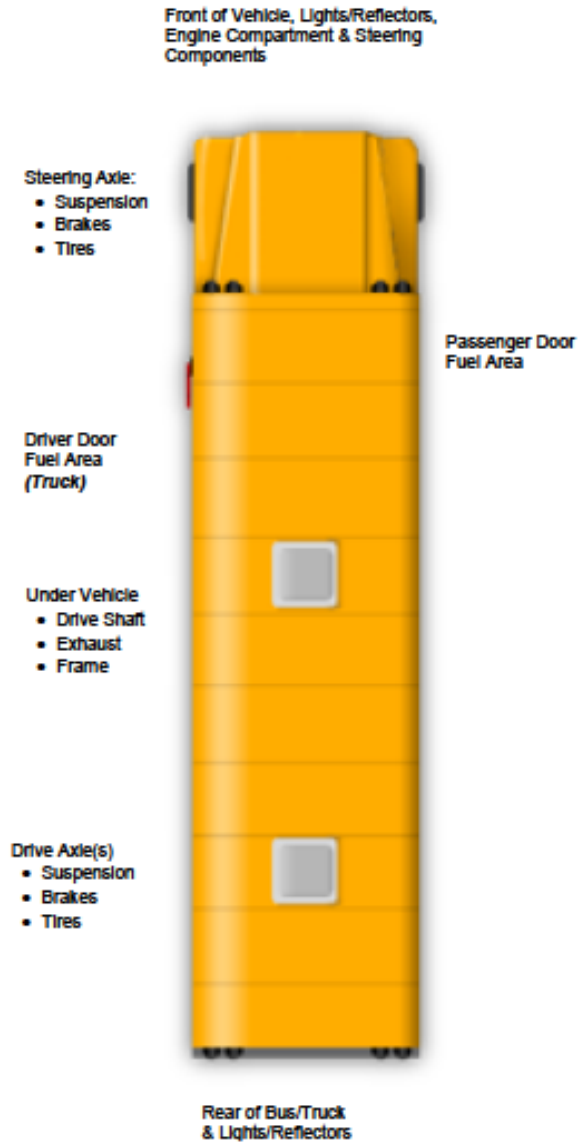 Front of Vehicle, Lights/Reflectors,
Engine Compartment & Steering
Components
Steering Axle:
• Suspension
• Brakes
• Tires
Passenger Door
Fuel Area
Driver Door
Fuel Area
(Truck)
Under Vehicle
• Drive Shaft
• Exhaust
• Frame
Drive Axle(s)
• Suspension
• Brakes
• Tires
Rear of Bus/Truck
& Lights/Reflectors